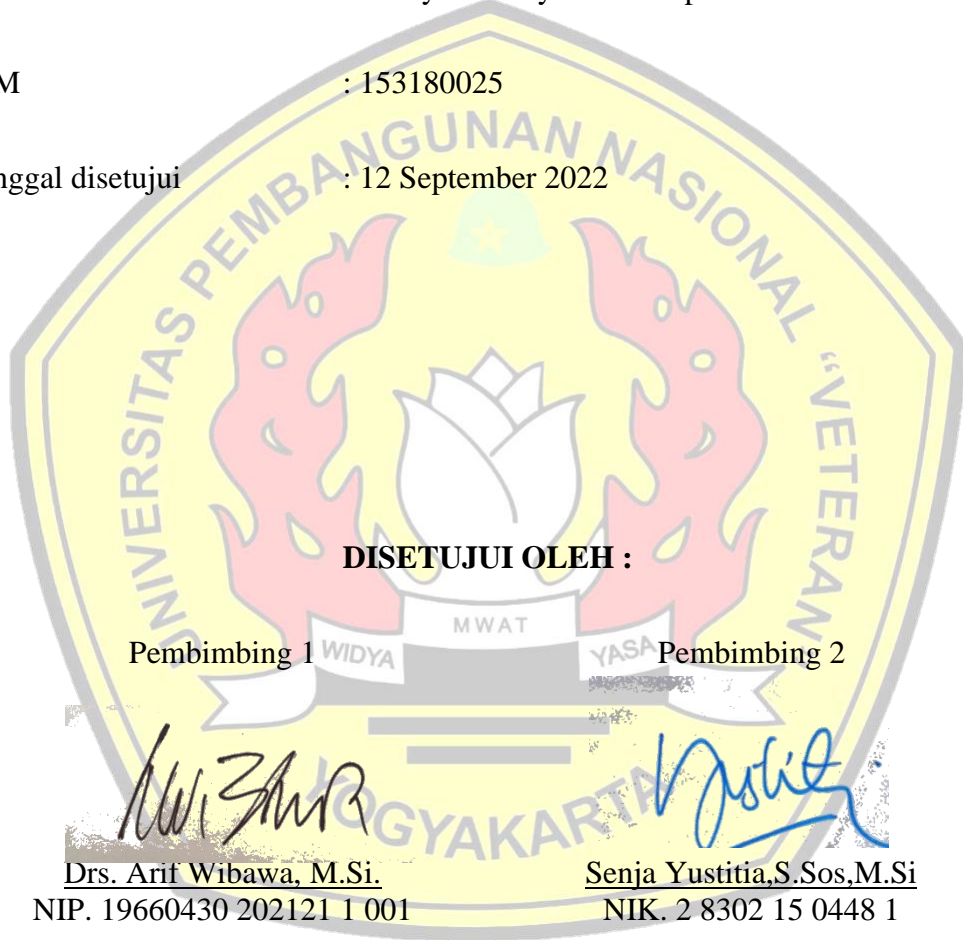 M : 153180025
nggal disetujui : 12 September 2022
UNIVERSITAS PEMBANGUNAN NASIONAL "VETERAN"
DISETUJUI OLEH :
WIDYA MWAT YASA
Pembimbing 1 Pembimbing 2
YOGYAKARTA
Drs. Arif Wibawa, M.Si. Senja Yustitia,S.Sos,M.Si
NIP. 19660430 202121 1 001 NIK. 2 8302 15 0448 1